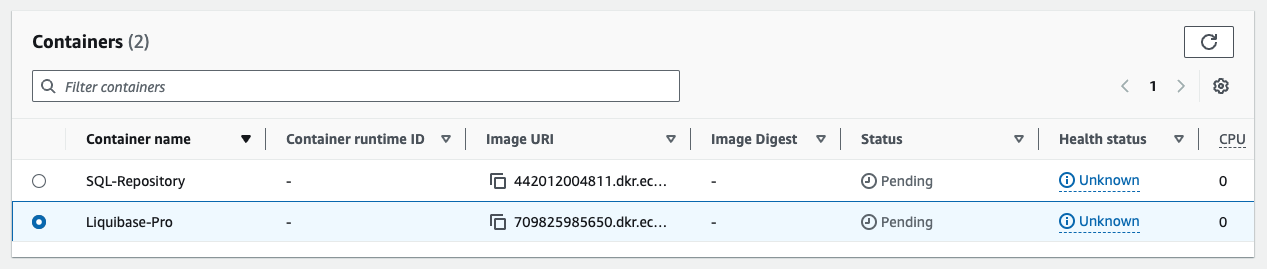 Containers (2)
Filter containers
1
Container name Container runtime ID Image URI Image Digest Status Health status CPU
SQL-Repository - 442012004811.dkr.ec... - Pending Unknown 0
Liquibase-Pro - 709825985650.dkr.ec... - Pending Unknown 0